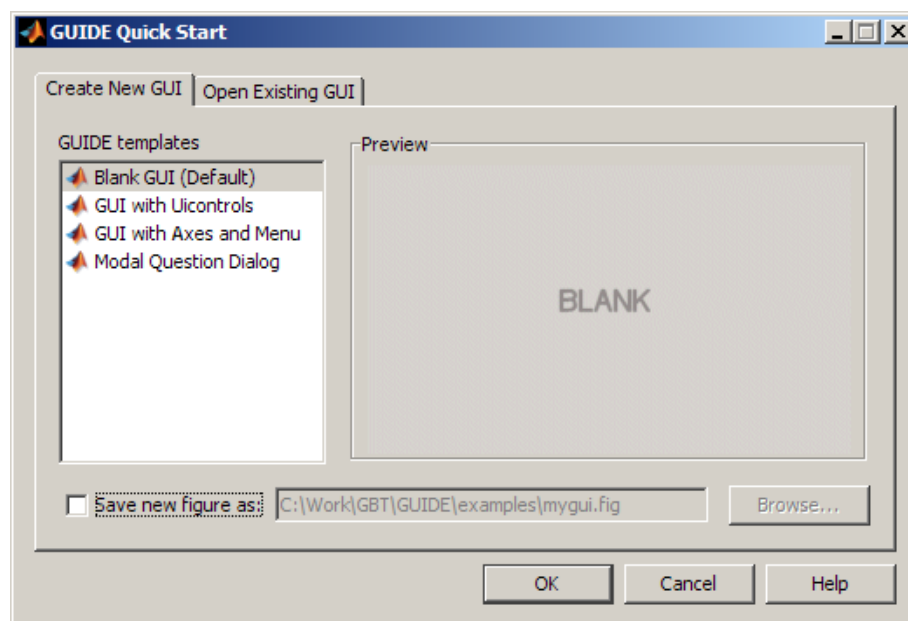 GUIDE Quick Start
Create New GUI
Open Existing GUI
GUIDE templates
Blank GUI (Default)
GUI with Uicontrols
GUI with Axes and Menu
Modal Question Dialog
Preview
BLANK
Save new figure as:
C:\Work\GBT\GUIDE\examples\mygui.fig
Browse...
OK
Cancel
Help